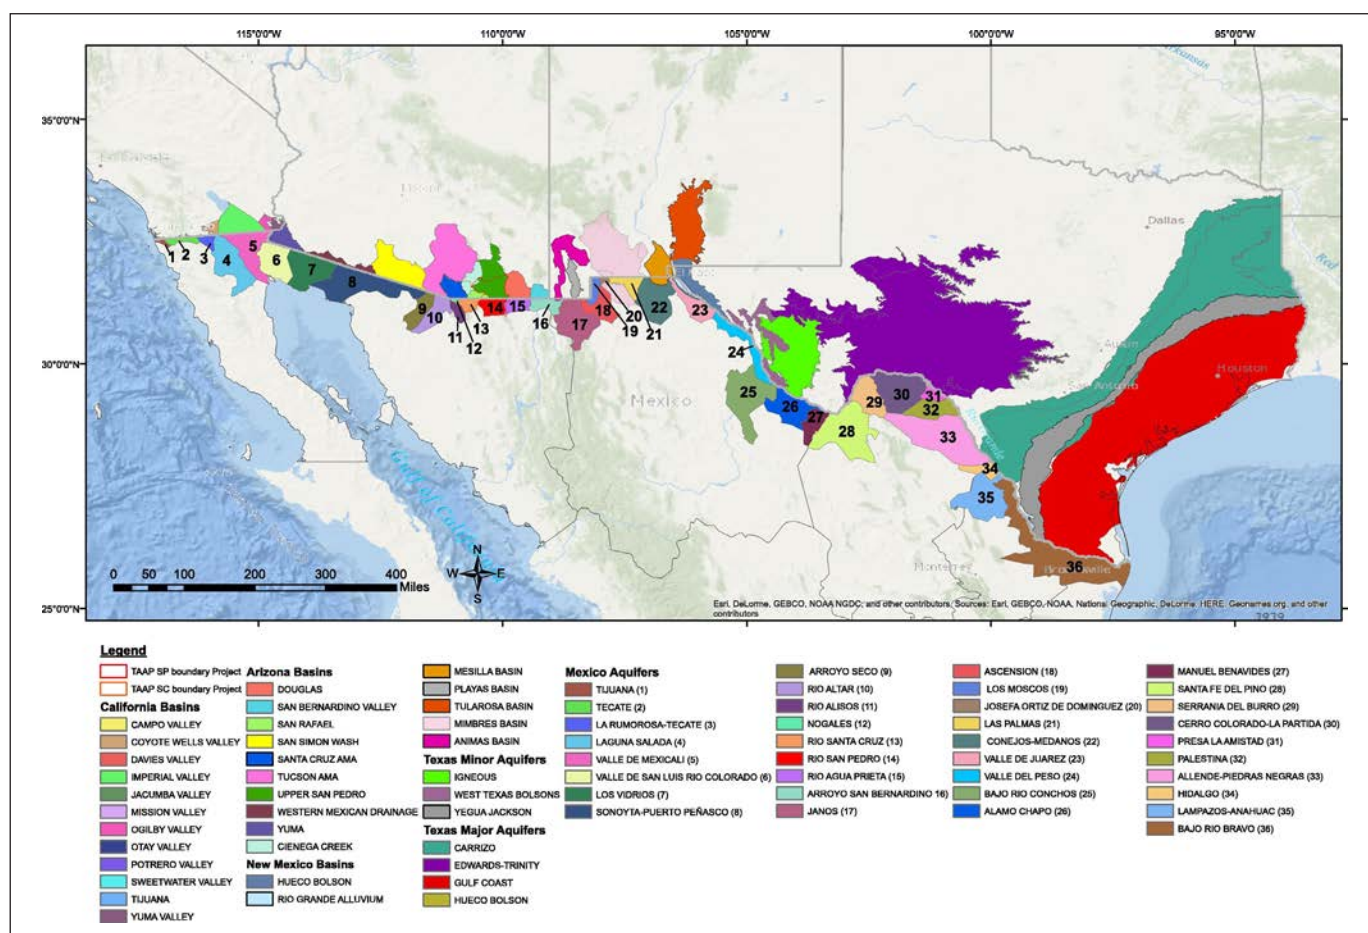 115°0'0"W 110°0'0"W 105°0'0"W 100°0'0"W 95°0'0"W
35°0'0"N
30°0'0"N
25°0'0"N
Red
Dallas
Austin
San Antonio
Houston
Mexico
Monterrey
Brownsville
Rio Grande
1 2 3 4 5 6 7 8 9 10 11 12 13 14 15 16 17 18 19 20 21 22 23 24 25 26 27 28 29 30 31 32 33 34 35 36
N
W E
S
0 50 100 200 300 400
Miles
Esri, DeLorme, GEBCO, NOAA NGDC, and other contributors, Sources: Esri, GEBCO, NOAA, National Geographic, DeLorme, HERE, Geonames.org, and other
contributors
Legend
TAAP SP boundary Project
TAAP SC boundary Project
California Basins
CAMPO VALLEY
COYOTE WELLS VALLEY
DAVIES VALLEY
IMPERIAL VALLEY
JACUMBA VALLEY
MISSION VALLEY
OGILBY VALLEY
OTAY VALLEY
POTRERO VALLEY
SWEETWATER VALLEY
TIJUANA
YUMA VALLEY
Arizona Basins
DOUGLAS
SAN BERNARDINO VALLEY
SAN RAFAEL
SAN SIMON WASH
SANTA CRUZ AMA
TUCSON AMA
UPPER SAN PEDRO
WESTERN MEXICAN DRAINAGE
YUMA
CIENEGA CREEK
New Mexico Basins
HUECO BOLSON
RIO GRANDE ALLUVIUM
MESILLA BASIN
PLAYAS BASIN
TULAROSA BASIN
MIMBRES BASIN
ANIMAS BASIN
Texas Minor Aquifers
IGNEOUS
WEST TEXAS BOLSONS
YEGUA JACKSON
Texas Major Aquifers
CARRIZO
EDWARDS-TRINITY
GULF COAST
HUECO BOLSON
Mexico Aquifers
TIJUANA (1)
TECATE (2)
LA RUMOROSA-TECATE (3)
LAGUNA SALADA (4)
VALLE DE MEXICALI (5)
VALLE DE SAN LUIS RIO COLORADO (6)
LOS VIDRIOS (7)
SONOYTA-PUERTO PEÑASCO (8)
ARROYO SECO (9)
RIO ALTAR (10)
RIO ALISOS (11)
NOGALES (12)
RIO SANTA CRUZ (13)
RIO SAN PEDRO (14)
RIO AGUA PRIETA (15)
ARROYO SAN BERNARDINO 16)
JANOS (17)
ASCENSION (18)
LOS MOSCOS (19)
JOSEFA ORTIZ DE DOMINGUEZ (20)
LAS PALMAS (21)
CONEJOS-MEDANOS (22)
VALLE DE JUAREZ (23)
VALLE DEL PESO (24)
BAJO RIO CONCHOS (25)
ALAMO CHAPO (26)
MANUEL BENAVIDES (27)
SANTA FE DEL PINO (28)
SERRANIA DEL BURRO (29)
CERRO COLORADO-LA PARTIDA (30)
PRESA LA AMISTAD (31)
PALESTINA (32)
ALLENDE-PIEDRAS NEGRAS (33)
HIDALGO (34)
LAMPAZOS-ANAHUAC (35)
BAJO RIO BRAVO (36)